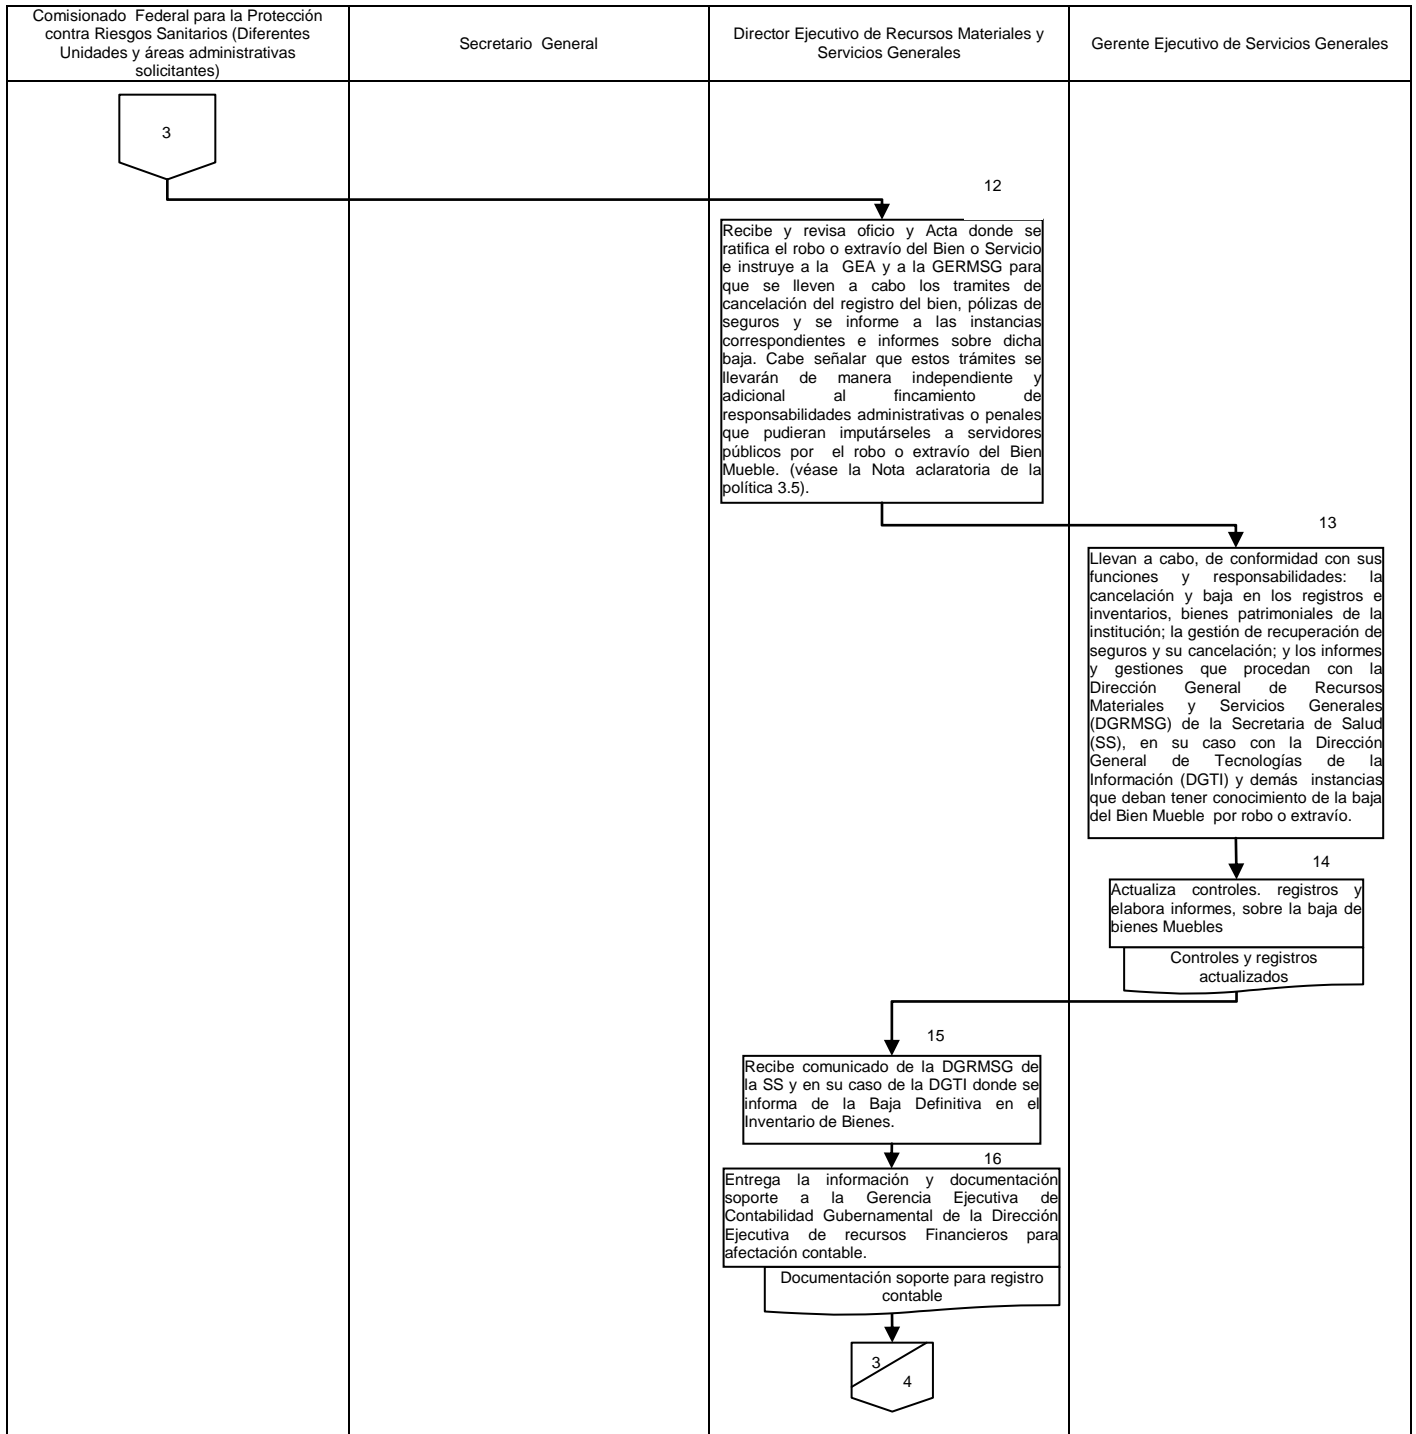 Comisionado Federal para la Protección
contra Riesgos Sanitarios (Diferentes
Unidades y áreas administrativas
solicitantes)
Secretario General
Director Ejecutivo de Recursos Materiales y
Servicios Generales
Gerente Ejecutivo de Servicios Generales
3
12
Recibe y revisa oficio y Acta donde se
ratifica el robo o extravío del Bien o Servicio
e instruye a la GEA y a la GERMSG para
que se lleven a cabo los tramites de
cancelación del registro del bien, pólizas de
seguros y se informe a las instancias
correspondientes e informes sobre dicha
baja. Cabe señalar que estos trámites se
llevarán de manera independiente y
adicional al fincamiento de
responsabilidades administrativas o penales
que pudieran imputárseles a servidores
públicos por el robo o extravío del Bien
Mueble. (véase la Nota aclaratoria de la
política 3.5).
13
Llevan a cabo, de conformidad con sus
funciones y responsabilidades: la
cancelación y baja en los registros e
inventarios, bienes patrimoniales de la
institución; la gestión de recuperación de
seguros y su cancelación; y los informes
y gestiones que procedan con la
Dirección General de Recursos
Materiales y Servicios Generales
(DGRMSG) de la Secretaria de Salud
(SS), en su caso con la Dirección
General de Tecnologías de la
Información (DGTI) y demás instancias
que deban tener conocimiento de la baja
del Bien Mueble por robo o extravío.
14
Actualiza controles. registros y
elabora informes, sobre la baja de
bienes Muebles
Controles y registros
actualizados
15
Recibe comunicado de la DGRMSG de
la SS y en su caso de la DGTI donde se
informa de la Baja Definitiva en el
Inventario de Bienes.
16
Entrega la información y documentación
soporte a la Gerencia Ejecutiva de
Contabilidad Gubernamental de la Dirección
Ejecutiva de recursos Financieros para
afectación contable.
Documentación soporte para registro
contable
3
4